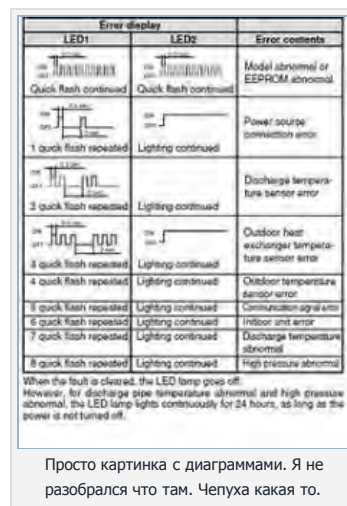 Error display
LED1 LED2 Error contents
Quick flash continued Quick flash continued Model abnormal or
EEPROM abnormal
1 quick flash repeated Lighting continued Power source
connection error
2 quick flash repeated Lighting continued Discharge tempera-
ture sensor error
3 quick flash repeated Lighting continued Outdoor heat
exchanger tempera-
ture sensor error
4 quick flash repeated Lighting continued Outdoor temperature
sensor error
5 quick flash repeated Lighting continued Communication signal error
6 quick flash repeated Lighting continued Indoor unit error
7 quick flash repeated Lighting continued Discharge temperature
abnormal
8 quick flash repeated Lighting continued High pressure abnormal
When the fault is cleared, the LED lamp goes off.
However, for discharge pipe temperature abnormal and high pressure
abnormal, the LED lamp lights continuously for 24 hours, as long as the
power is not turned off.
Просто картинка с диаграммами. Я не
разобрался что там. Чепуха какая то.